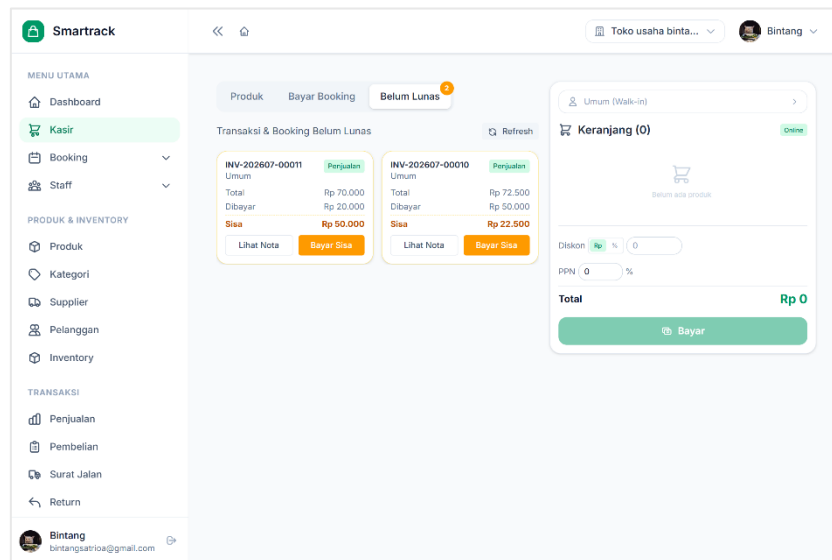 Smartrack
Toko usaha binta...
Bintang
MENU UTAMA
Dashboard
Kasir
Booking
Staff
PRODUK & INVENTORY
Produk
Kategori
Supplier
Pelanggan
Inventory
TRANSAKSI
Penjualan
Pembelian
Surat Jalan
Return
Bintang
bintangsatrioa@gmail.com
Produk
Bayar Booking
Belum Lunas
2
Transaksi & Booking Belum Lunas
Refresh
INV-202607-00011
Penjualan
Umum
Total Rp 70.000
Dibayar Rp 20.000
Sisa Rp 50.000
Lihat Nota
Bayar Sisa
INV-202607-00010
Penjualan
Umum
Total Rp 72.500
Dibayar Rp 50.000
Sisa Rp 22.500
Lihat Nota
Bayar Sisa
Umum (Walk-in)
Keranjang (0)
Online
Belum ada produk
Diskon Rp % 0
PPN 0 %
Total Rp 0
Bayar